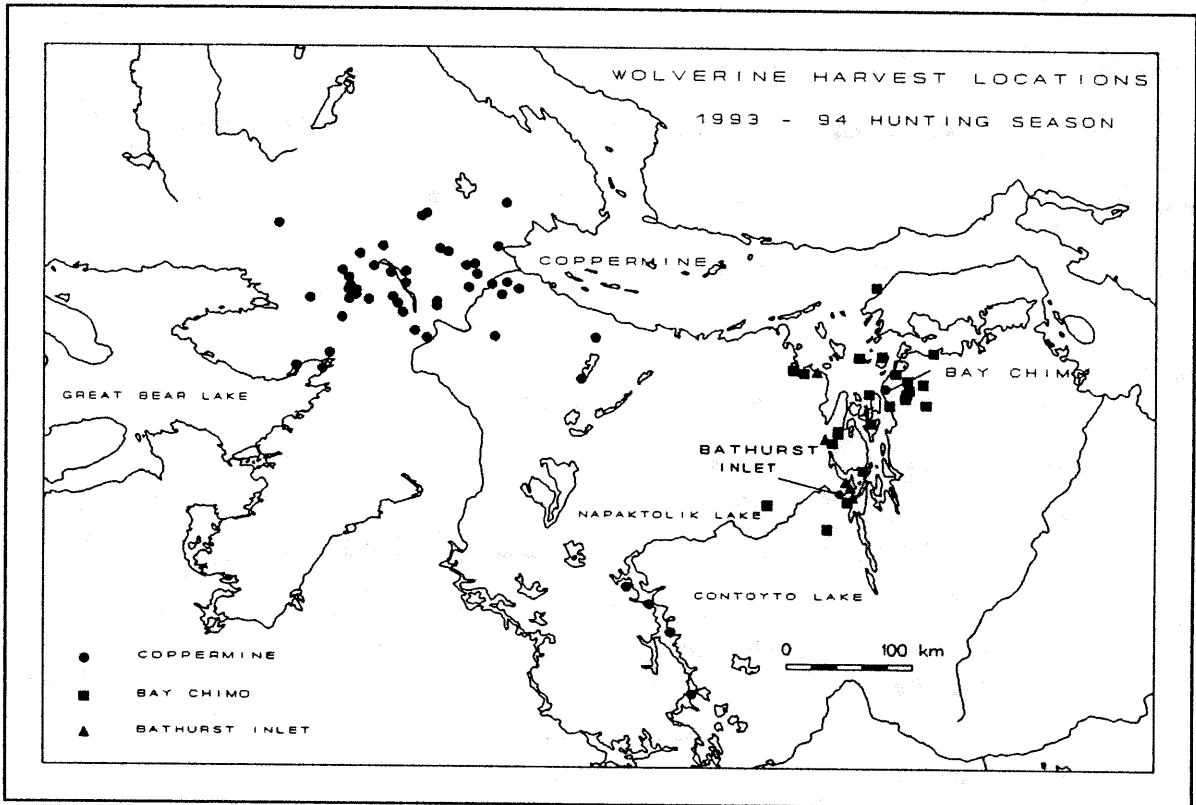 WOLVERINE HARVEST LOCATIONS
1993 - 94 HUNTING SEASON
COPPERMINE
BAY CHIMO
GREAT BEAR LAKE
BATHURST
INLET
NAPAKTOLIK LAKE
CONTOYTO LAKE
0 100 km
COPPERMINE
BAY CHIMO
BATHURST INLET